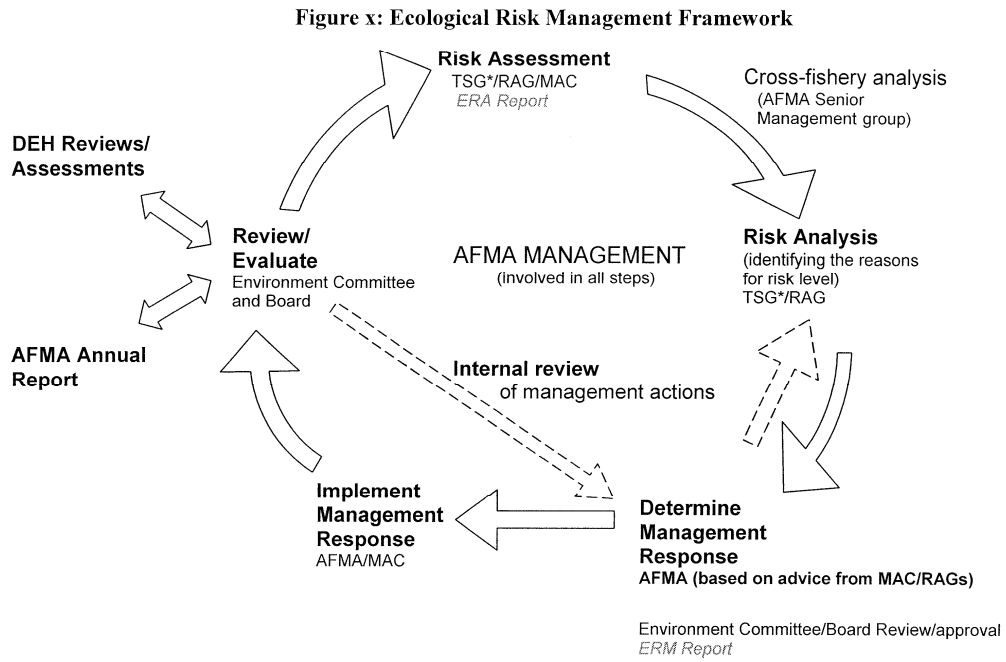 Figure x: Ecological Risk Management Framework
Risk Assessment
TSG*/RAG/MAC
ERA Report
Cross-fishery analysis
(AFMA Senior
Management group)
DEH Reviews/
Assessments
Review/
Evaluate
Environment Committee
and Board
AFMA MANAGEMENT
(involved in all steps)
Risk Analysis
(identifying the reasons
for risk level)
TSG*/RAG
AFMA Annual
Report
Internal review
of management actions
Implement
Management
Response
AFMA/MAC
Determine
Management
Response
AFMA (based on advice from MAC/RAGs)
Environment Committee/Board Review/approval
ERM Report